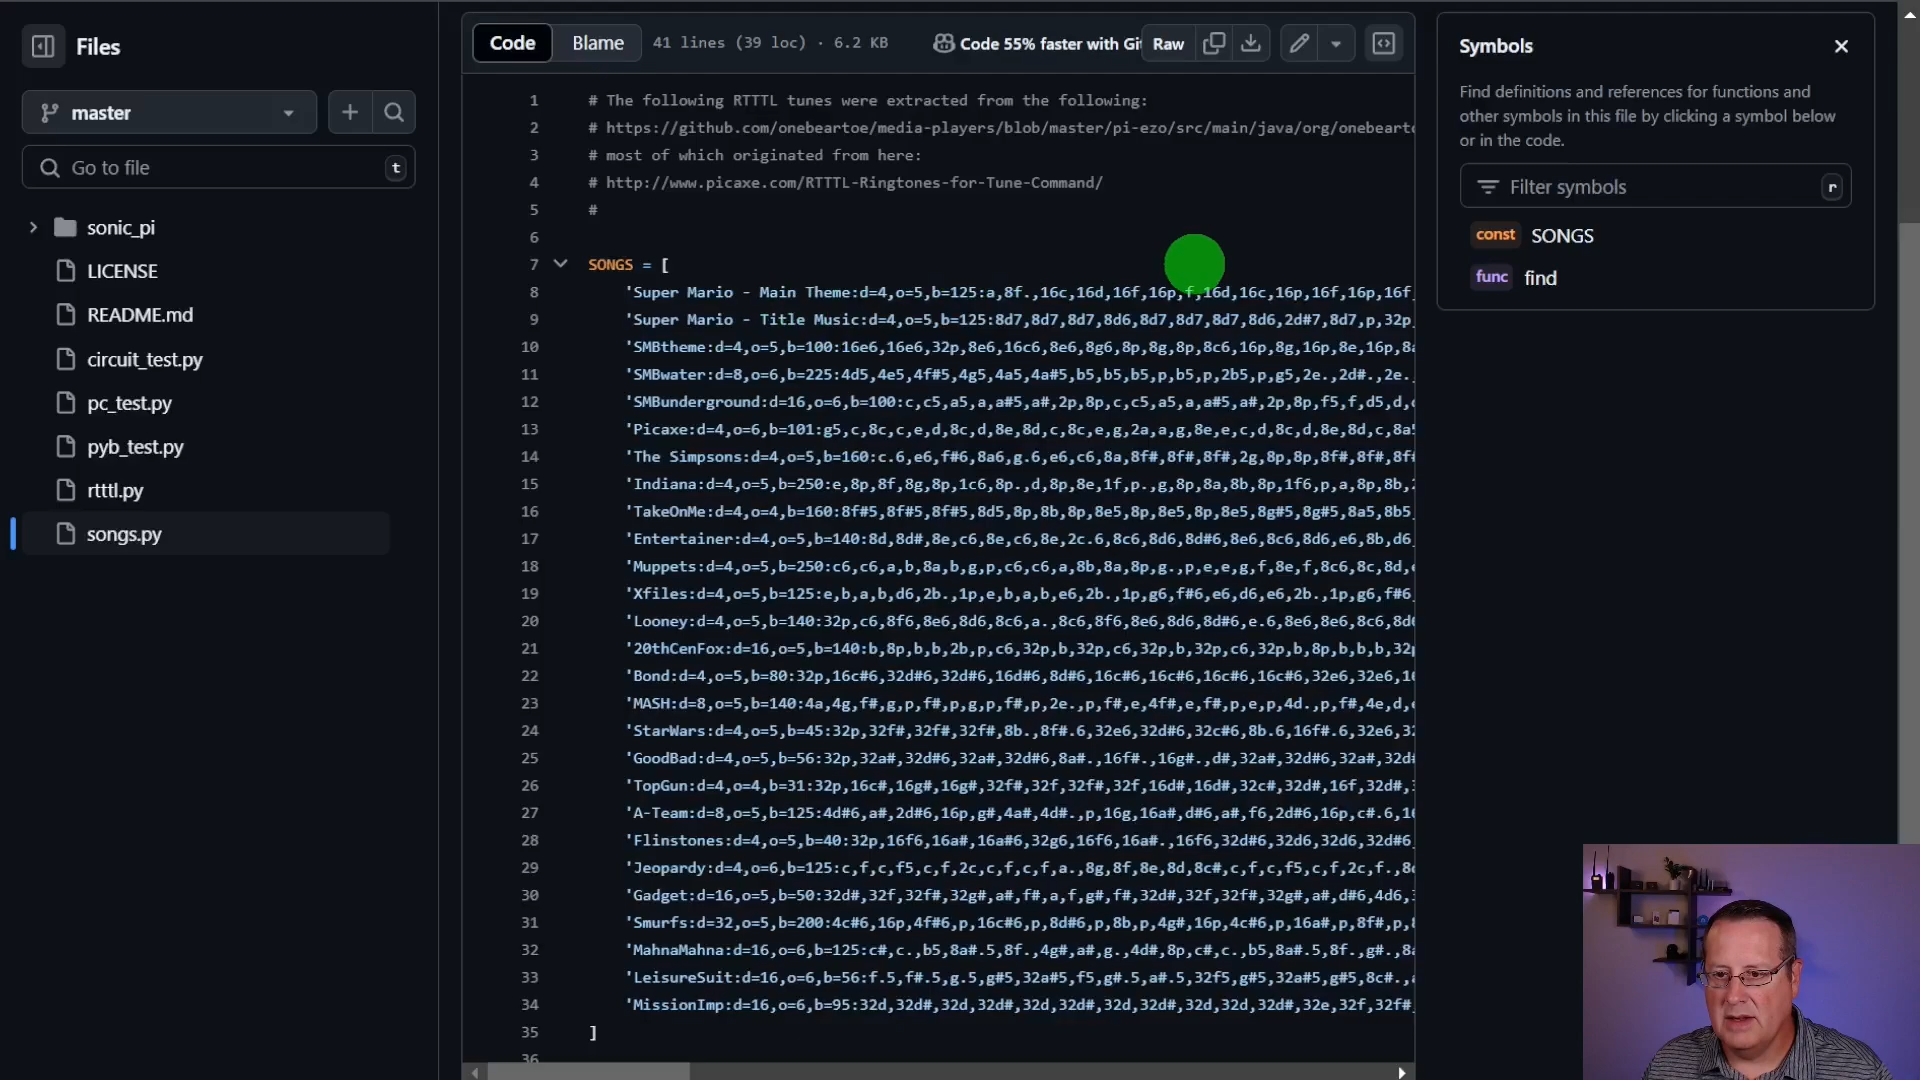 Files
master
Go to file
t
sonic_pi
LICENSE
README.md
circuit_test.py
pc_test.py
pyb_test.py
rtttl.py
songs.py
Code
Blame
41 lines (39 loc) · 6.2 KB
Code 55% faster with Git
Raw
1 # The following RTTTL tunes were extracted from the following:
2 # https://github.com/onebeartoe/media-players/blob/master/pi-ezo/src/main/java/org/onebearto
3 # most of which originated from here:
4 # http://www.picaxe.com/RTTTL-Ringtones-for-Tune-Command/
5 #
6
7 SONGS = [
8 'Super Mario - Main Theme:d=4,o=5,b=125:a,8f.,16c,16d,16f,16p,f,16d,16c,16p,16f,16p,16f,
9 'Super Mario - Title Music:d=4,o=5,b=125:8d7,8d7,8d7,8d6,8d7,8d7,8d7,8d6,2d#7,8d7,p,32p,
10 'SMBtheme:d=4,o=5,b=100:16e6,16e6,32p,8e6,16c6,8e6,8g6,8p,8g,8p,8c6,16p,8g,16p,8e,16p,8a
11 'SMBwater:d=8,o=6,b=225:4d5,4e5,4f#5,4g5,4a5,4a#5,b5,b5,b5,p,b5,p,2b5,p,g5,2e.,2d#.,2e.,
12 'SMBunderground:d=16,o=6,b=100:c,c5,a5,a,a#5,a#,2p,8p,c,c5,a5,a,a#5,a#,2p,8p,f5,f,d5,d,
13 'Picaxe:d=4,o=6,b=101:g5,c,8c,c,e,d,8c,d,8e,8d,c,8c,e,g,2a,a,g,8e,e,c,d,8c,d,8e,8d,c,8a5
14 'The Simpsons:d=4,o=5,b=160:c.6,e6,f#6,8a6,g.6,e6,c6,8a,8f#,8f#,8f#,2g,8p,8p,8f#,8f#,8f#
15 'Indiana:d=4,o=5,b=250:e,8p,8f,8g,8p,1c6,8p.,d,8p,8e,1f,p.,g,8p,8a,8b,8p,1f6,p,a,8p,8b,
16 'TakeOnMe:d=4,o=4,b=160:8f#5,8f#5,8f#5,8d5,8p,8b,8p,8e5,8p,8e5,8p,8e5,8g#5,8g#5,8a5,8b5,
17 'Entertainer:d=4,o=5,b=140:8d,8d#,8e,c6,8e,c6,8e,2c.6,8c6,8d6,8d#6,8e6,8c6,8d6,e6,8b,d6,
18 'Muppets:d=4,o=5,b=250:c6,c6,a,b,8a,b,g,p,c6,c6,a,8b,8a,8p,g.,p,e,e,g,f,8e,f,8c6,8c,8d,
19 'Xfiles:d=4,o=5,b=125:e,b,a,b,d6,2b.,1p,e,b,a,b,e6,2b.,1p,g6,f#6,e6,d6,e6,2b.,1p,g6,f#6,
20 'Looney:d=4,o=5,b=140:32p,c6,8f6,8e6,8d6,8c6,a.,8c6,8f6,8e6,8d6,8d#6,e.6,8e6,8e6,8c6,8d6
21 '20thCenFox:d=16,o=5,b=140:b,8p,b,b,2b,p,c6,32p,b,32p,c6,32p,b,32p,c6,32p,b,8p,b,b,b,32p
22 'Bond:d=4,o=5,b=80:32p,16c#6,32d#6,32d#6,16d#6,8d#6,16c#6,16c#6,16c#6,16c#6,32e6,32e6,16
23 'MASH:d=8,o=5,b=140:4a,4g,f#,g,p,f#,p,g,p,f#,p,2e.,p,f#,e,4f#,e,f#,p,e,p,4d.,p,f#,4e,d,
24 'StarWars:d=4,o=5,b=45:32p,32f#,32f#,32f#,8b.,8f#.6,32e6,32d#6,32c#6,8b.6,16f#.6,32e6,32
25 'GoodBad:d=4,o=5,b=56:32p,32a#,32d#6,32a#,32d#6,8a#.,16f#.,16g#.,d#,32a#,32d#6,32a#,32d#
26 'TopGun:d=4,o=4,b=31:32p,16c#,16g#,16g#,32f#,32f,32f#,32f,16d#,16d#,32c#,32d#,16f,32d#,
27 'A-Team:d=8,o=5,b=125:4d#6,a#,2d#6,16p,g#,4a#,4d#.,p,16g,16a#,d#6,a#,f6,2d#6,16p,c#.6,16
28 'Flinstones:d=4,o=5,b=40:32p,16f6,16a#,16a#6,32g6,16f6,16a#.,16f6,32d#6,32d6,32d6,32d#6,
29 'Jeopardy:d=4,o=6,b=125:c,f,c,f5,c,f,2c,c,f,c,f,a.,8g,8f,8e,8d,8c#,c,f,c,f5,c,f,2c,f.,8d
30 'Gadget:d=16,o=5,b=50:32d#,32f,32f#,32g#,a#,f#,a,f,g#,f#,32d#,32f,32f#,32g#,a#,d#6,4d6,
31 'Smurfs:d=32,o=5,b=200:4c#6,16p,4f#6,p,16c#6,p,8d#6,p,8b,p,4g#,16p,4c#6,p,16a#,p,8f#,p,8
32 'MahnaMahna:d=16,o=6,b=125:c#,c.,b5,8a#.5,8f.,4g#,a#,g.,4d#,8p,c#,c.,b5,8a#.5,8f.,g#.,8a
33 'LeisureSuit:d=16,o=6,b=56:f.5,f#.5,g.5,g#5,32a#5,f5,g#.5,a#.5,32f5,g#5,32a#5,g#5,8c#.,
34 'MissionImp:d=16,o=6,b=95:32d,32d#,32d,32d#,32d,32d#,32d,32d#,32d,32d#,32e,32f,32f#,
35 ]
36
Symbols
Find definitions and references for functions and
other symbols in this file by clicking a symbol below
or in the code.
Filter symbols
r
const SONGS
func find